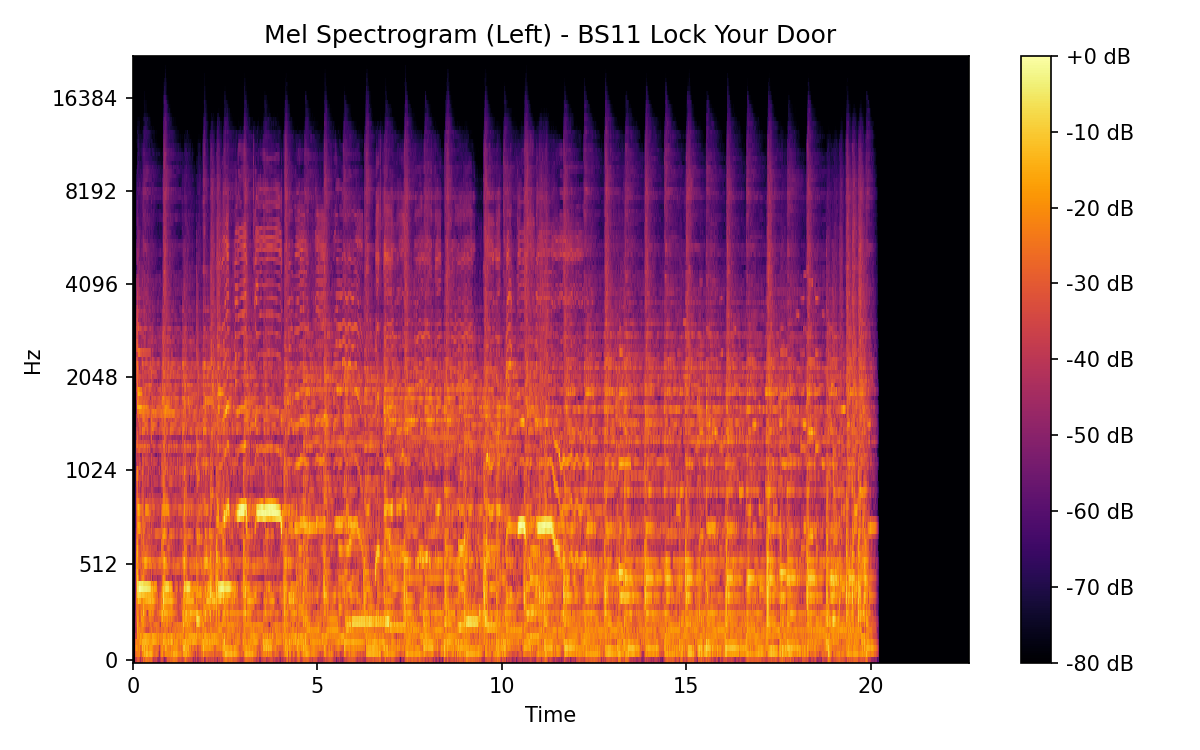 Mel Spectrogram (Left) - BS11 Lock Your Door
16384
8192
4096
2048
1024
512
0
Hz
0 5 10 15 20
Time
+0 dB
-10 dB
-20 dB
-30 dB
-40 dB
-50 dB
-60 dB
-70 dB
-80 dB